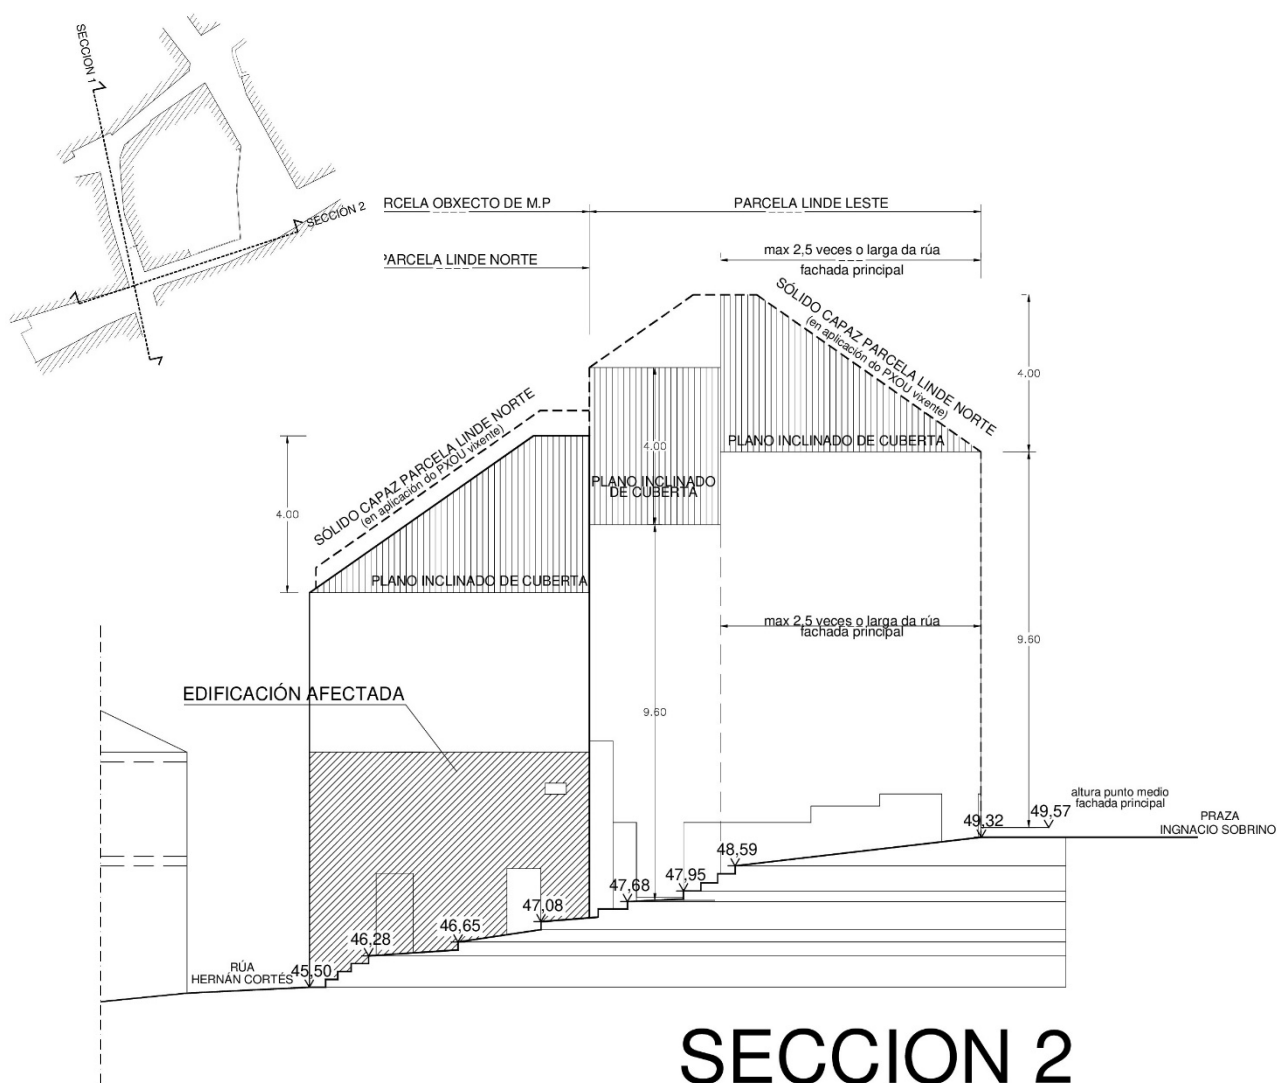 SECCION 1
SECCIÓN 2
RCELA OBXECTO DE M.P
PARCELA LINDE LESTE
PARCELA LINDE NORTE
max 2,5 veces o larga da rúa
fachada principal
SÓLIDO CAPAZ PARCELA LINDE NORTE
(en aplicación do PXOU vixente)
4.00
PLANO INCLINADO DE CUBERTA
4.00
PLANO INCLINADO
DE CUBERTA
SÓLIDO CAPAZ PARCELA LINDE NORTE
(en aplicación do PXOU vixente)
4.00
PLANO INCLINADO DE CUBERTA
max 2,5 veces o larga da rúa
fachada principal
9.60
EDIFICACIÓN AFECTADA
9.60
altura punto medio
fachada principal
49,57
49,32
PRAZA
INGNACIO SOBRINO
48,59
47,95
47,68
47,08
46,65
46,28
45,50
RÚA
HERNÁN CORTÉS
SECCION 2